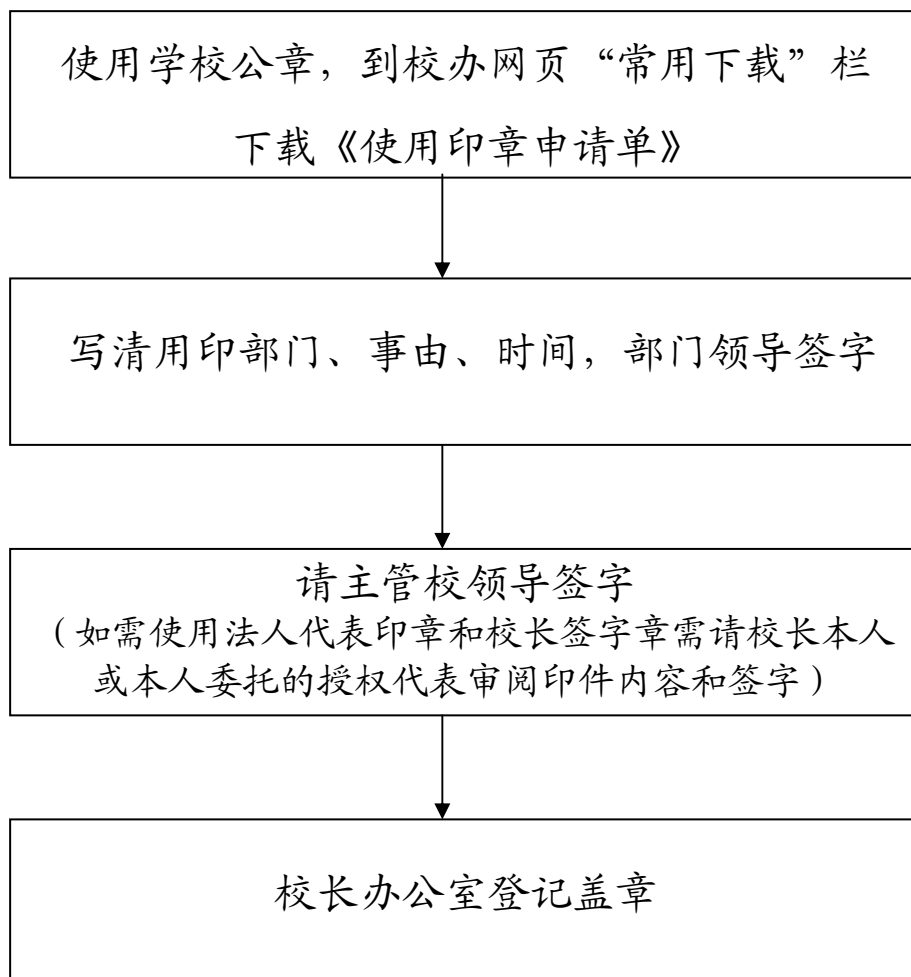 使用学校公章，到校办网页“常用下载”栏
下载《使用印章申请单》
写清用印部门、事由、时间，部门领导签字
请主管校领导签字
（如需使用法人代表印章和校长签字章需请校长本人
或本人委托的授权代表审阅印件内容和签字）
校长办公室登记盖章